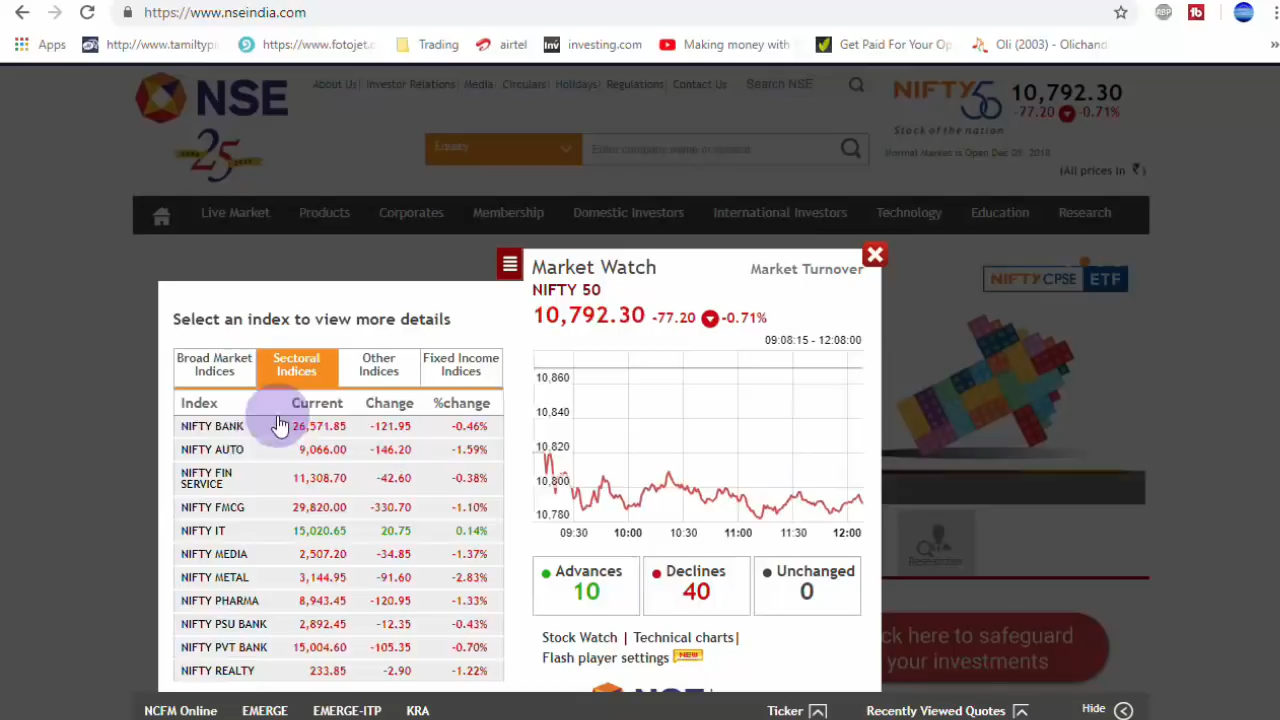 https://www.nseindia.com
ABP
Apps
http://www.tamiltyp
https://www.fotojet.c
Trading
airtel
Inv investing.com
Making money with
Get Paid For Your Op
Oli (2003) - Olichand
»
NSE
25
About Us | Investor Relations | Media | Circulars | Holidays | Regulations | Contact Us
Search NSE
NIFTY 50
Stock of the nation
10,792.30
-77.20 -0.71%
Normal Market is Open Dec 05, 2018
(All prices in ₹)
Equity
Enter company name or symbol
Live Market Products Corporates Membership Domestic Investors International Investors Technology Education Research
Select an index to view more details
Broad Market Indices
Sectoral Indices
Other Indices
Fixed Income Indices
Index Current Change %change
NIFTY BANK 26,571.85 -121.95 -0.46%
NIFTY AUTO 9,066.00 -146.20 -1.59%
NIFTY FIN SERVICE 11,308.70 -42.60 -0.38%
NIFTY FMCG 29,820.00 -330.70 -1.10%
NIFTY IT 15,020.65 20.75 0.14%
NIFTY MEDIA 2,507.20 -34.85 -1.37%
NIFTY METAL 3,144.95 -91.60 -2.83%
NIFTY PHARMA 8,943.45 -120.95 -1.33%
NIFTY PSU BANK 2,892.45 -12.35 -0.43%
NIFTY PVT BANK 15,004.60 -105.35 -0.70%
NIFTY REALTY 233.85 -2.90 -1.22%
Market Watch
Market Turnover
NIFTY 50
10,792.30 -77.20 -0.71%
09:08:15 - 12:08:00
10,860
10,840
10,820
10,800
10,780
09:30 10:00 10:30 11:00 11:30 12:00
Advances
10
Declines
40
Unchanged
0
Stock Watch | Technical charts |
Flash player settings NEW
NIFTY CPSE ETF
ck here to safeguard
your investments
NCFM Online EMERGE EMERGE-ITP KRA
Ticker
Recently Viewed Quotes
Hide